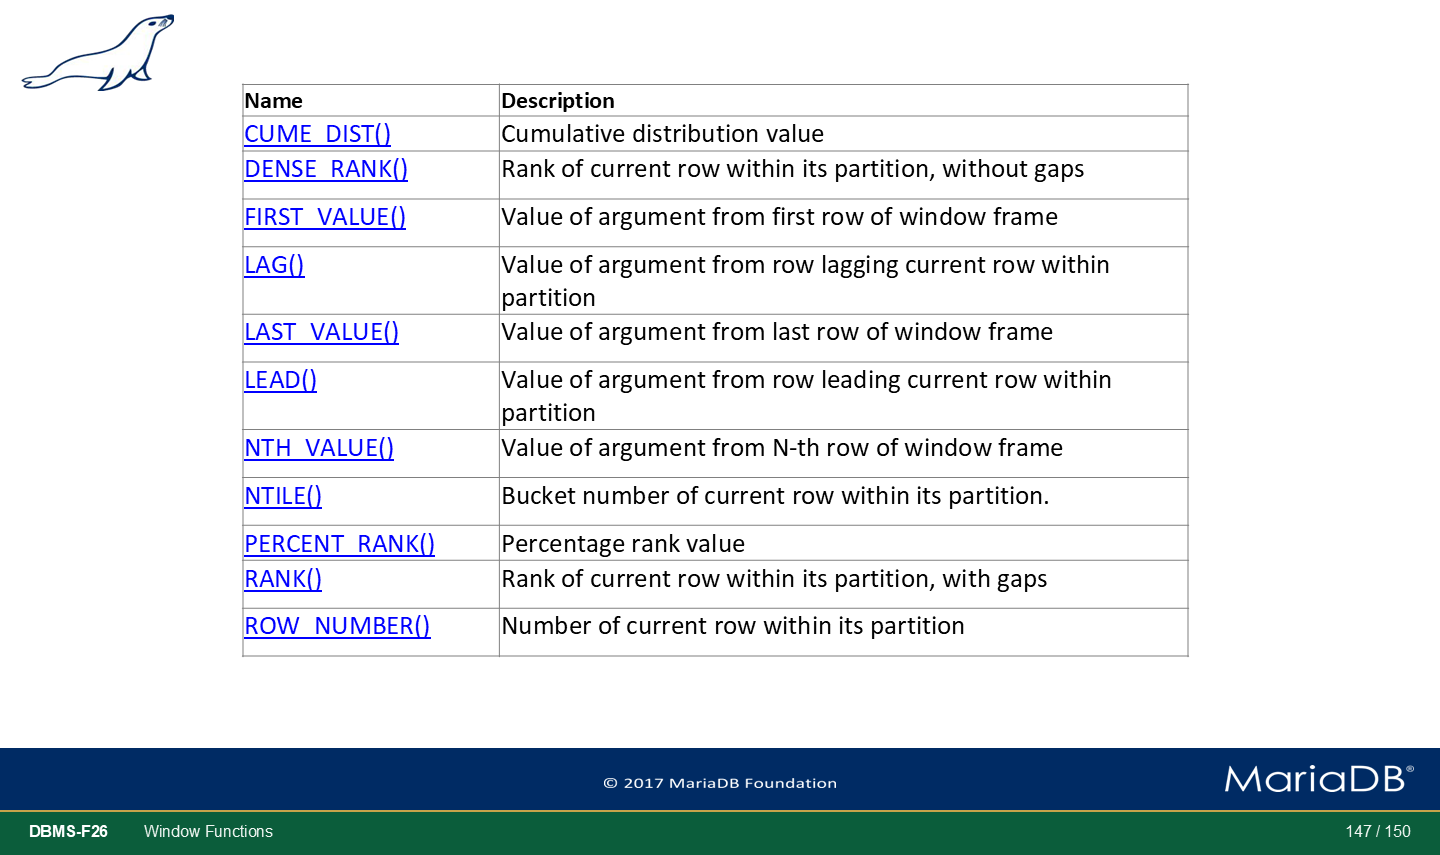 Name Description
CUME_DIST() Cumulative distribution value
DENSE_RANK() Rank of current row within its partition, without gaps
FIRST_VALUE() Value of argument from first row of window frame
LAG() Value of argument from row lagging current row within
partition
LAST_VALUE() Value of argument from last row of window frame
LEAD() Value of argument from row leading current row within
partition
NTH_VALUE() Value of argument from N-th row of window frame
NTILE() Bucket number of current row within its partition.
PERCENT_RANK() Percentage rank value
RANK() Rank of current row within its partition, with gaps
ROW_NUMBER() Number of current row within its partition
© 2017 MariaDB Foundation
MariaDB®
DBMS-F26 Window Functions 147 / 150